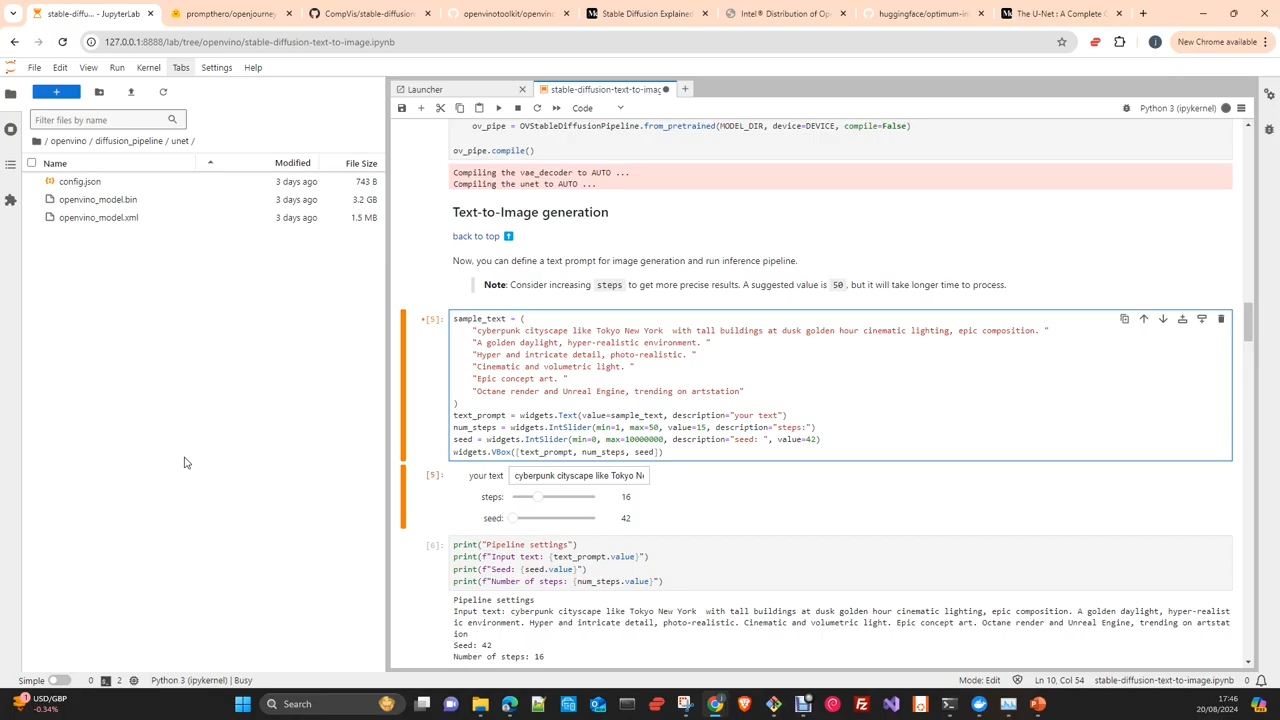 stable-diffusion-text-to-im - JupyterLab
prompthero/openjourney
CompVis/stable-diffusion
openvinotoolkit/openvino
Stable Diffusion Explained
Intel® Distribution of Op
huggingface/optimum-in
The U-Net : A Complete
127.0.0.1:8888/lab/tree/openvino/stable-diffusion-text-to-image.ipynb
New Chrome available
File Edit View Run Kernel Tabs Settings Help
Launcher
stable-diffusion-text-to-imag
Code
Python 3 (ipykernel)
Filter files by name
/ openvino / diffusion_pipeline / unet /
Name Modified File Size
config.json 3 days ago 743 B
openvino_model.bin 3 days ago 3.2 GB
openvino_model.xml 3 days ago 1.5 MB
ov_pipe = OVStableDiffusionPipeline.from_pretrained(MODEL_DIR, device=DEVICE, compile=False)
ov_pipe.compile()
Compiling the vae_decoder to AUTO ...
Compiling the unet to AUTO ...
Text-to-Image generation
back to top
Now, you can define a text prompt for image generation and run inference pipeline.
Note: Consider increasing steps to get more precise results. A suggested value is 50, but it will take longer time to process.
[5]:
sample_text = (
"cyberpunk cityscape like Tokyo New York  with tall buildings at dusk golden hour cinematic lighting, epic composition. "
"A golden daylight, hyper-realistic environment. "
"Hyper and intricate detail, photo-realistic. "
"Cinematic and volumetric light. "
"Epic concept art. "
"Octane render and Unreal Engine, trending on artstation"
)
text_prompt = widgets.Text(value=sample_text, description="your text")
num_steps = widgets.IntSlider(min=1, max=50, value=15, description="steps:")
seed = widgets.IntSlider(min=0, max=10000000, description="seed: ", value=42)
widgets.VBox([text_prompt, num_steps, seed])
[5]: your text cyberpunk cityscape like Tokyo N
steps: 16
seed: 42
[6]:
print("Pipeline settings")
print(f"Input text: {text_prompt.value}")
print(f"Seed: {seed.value}")
print(f"Number of steps: {num_steps.value}")
Pipeline settings
Input text: cyberpunk cityscape like Tokyo New York  with tall buildings at dusk golden hour cinematic lighting, epic composition. A golden daylight, hyper-realist
ic environment. Hyper and intricate detail, photo-realistic. Cinematic and volumetric light. Epic concept art. Octane render and Unreal Engine, trending on artstat
ion
Seed: 42
Number of steps: 16
Simple 0 2 Python 3 (ipykernel) | Busy
Mode: Edit Ln 10, Col 54 stable-diffusion-text-to-image.ipynb 0
USD/GBP
-0.34%
Search
17:46
20/08/2024